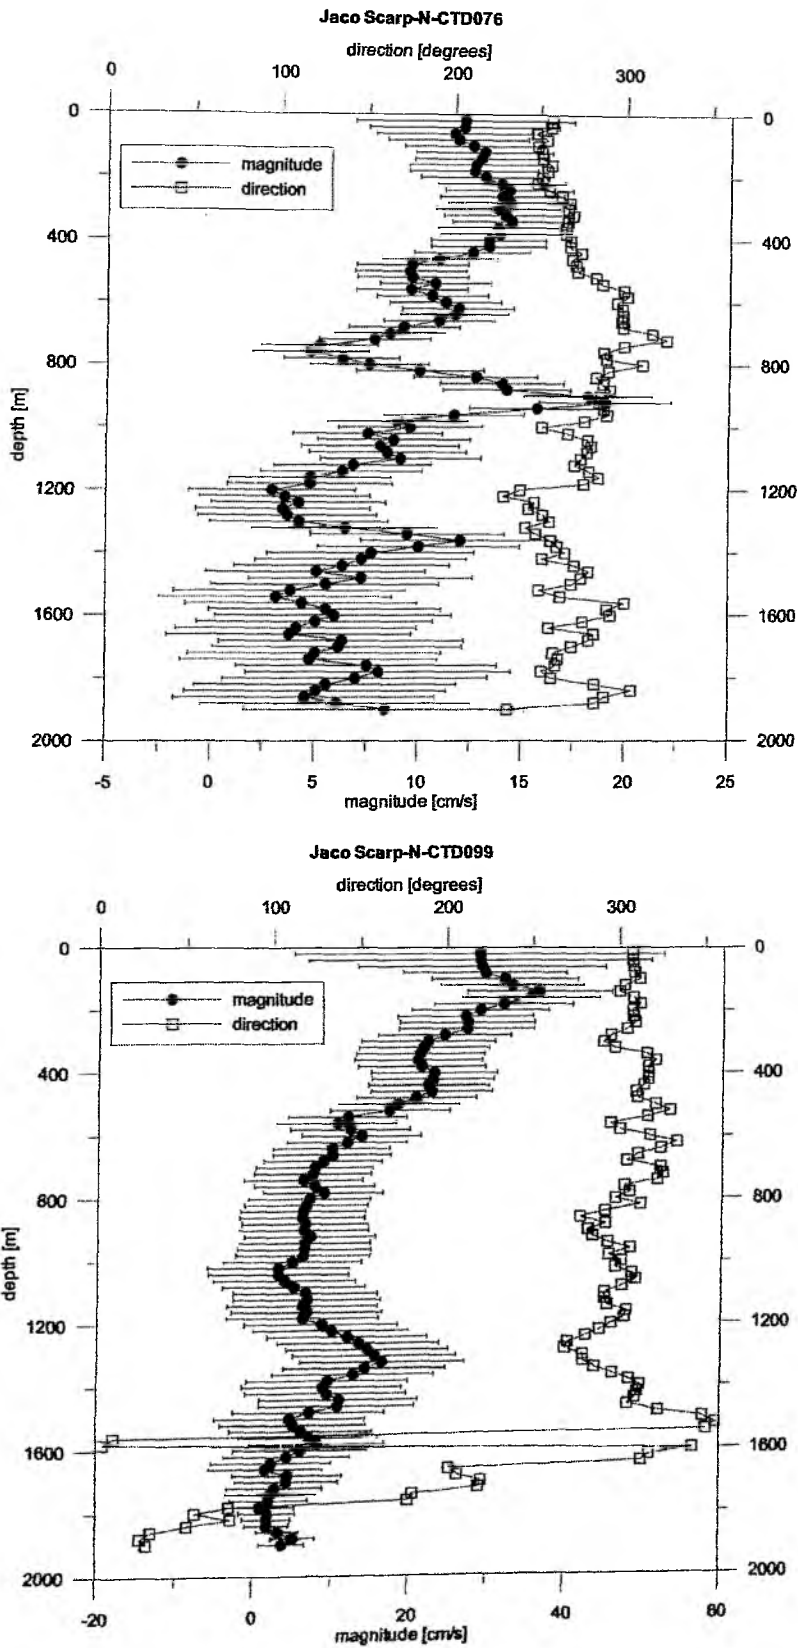 Jaco Scarp-N-CTD076
direction [degrees]
0 100 200 300
0 0
magnitude
direction
400 400
depth [m]
800 800
1200 1200
1600 1600
2000 2000
-5 0 5 10 15 20 25
magnitude [cm/s]
Jaco Scarp-N-CTD099
direction [degrees]
0 100 200 300
0 0
magnitude
direction
400 400
depth [m]
800 800
1200 1200
1600 1600
2000 2000
-20 0 20 40 60
magnitude [cm/s]